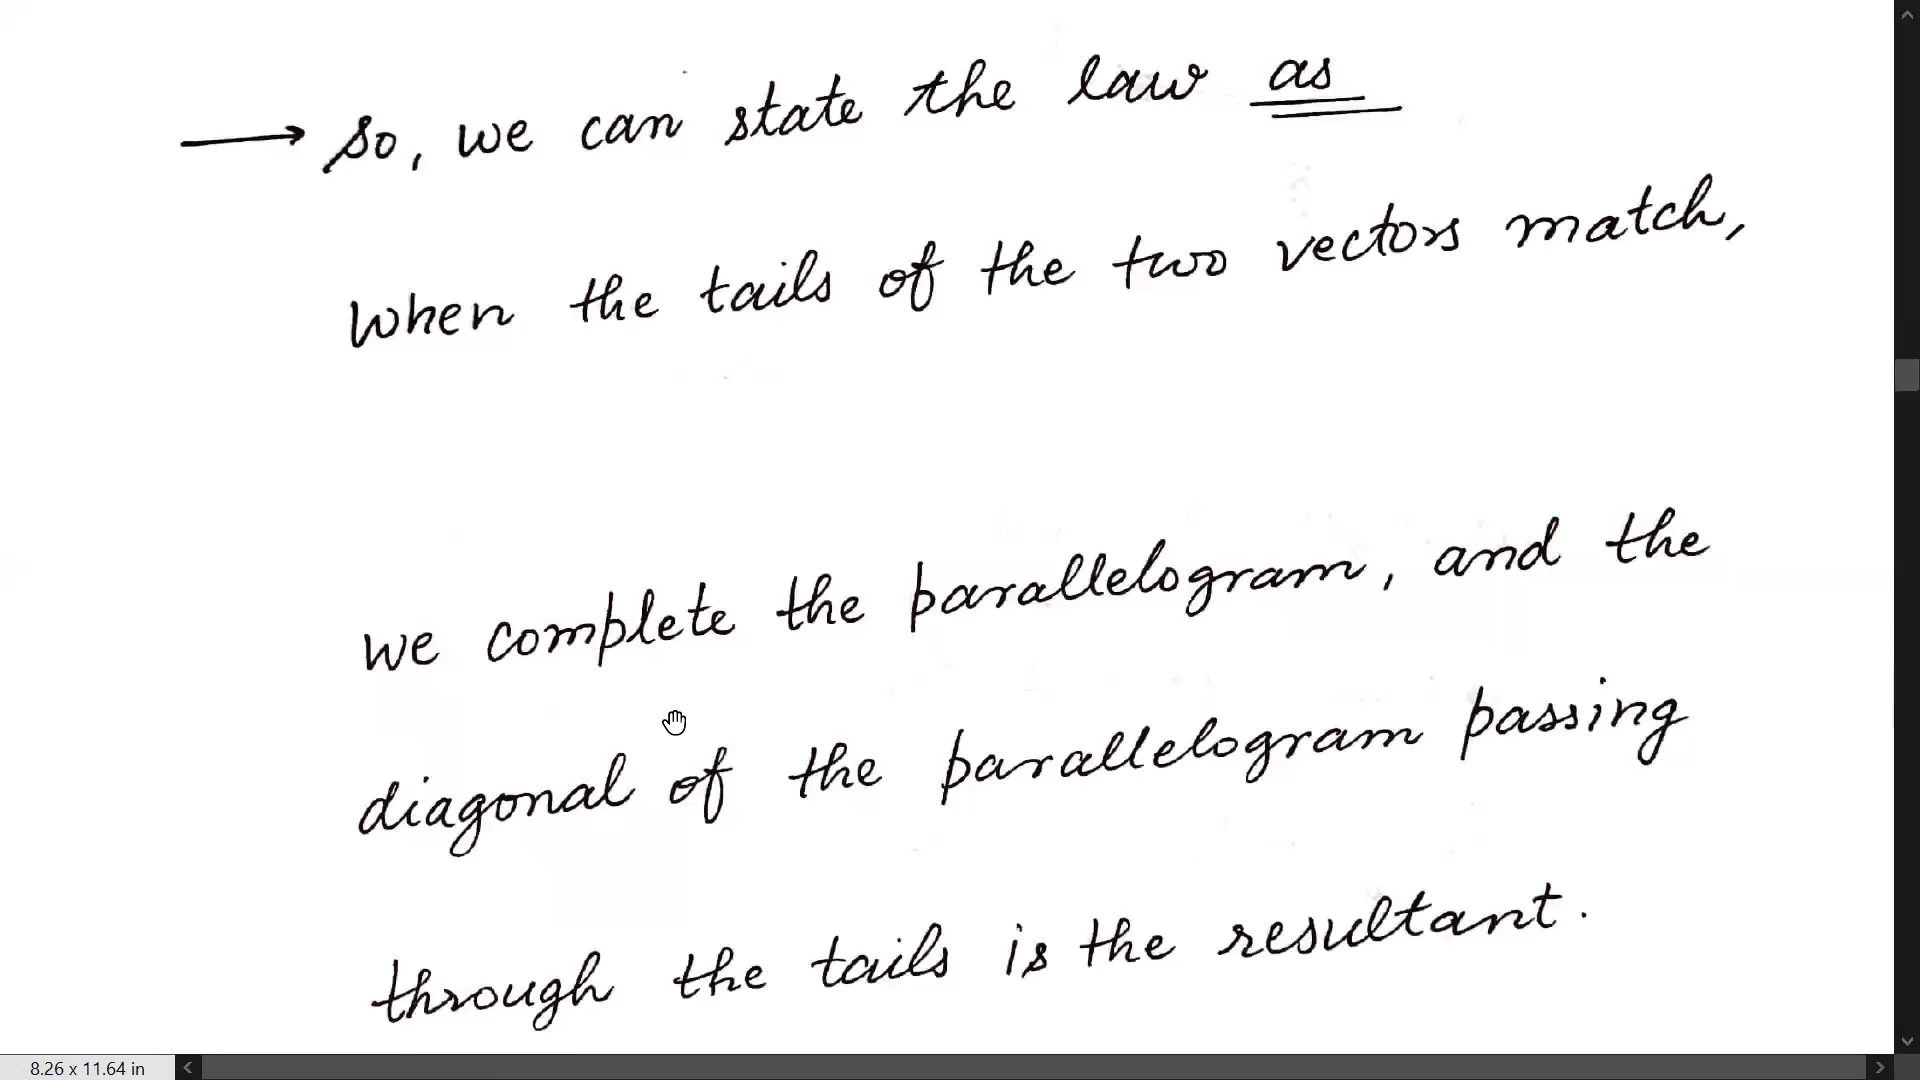 → So, we can state the law as
When the tails of the two vectors match,
we complete the parallelogram, and the
diagonal of the parallelogram passing
through the tails is the resultant.
8.26 x 11.64 in